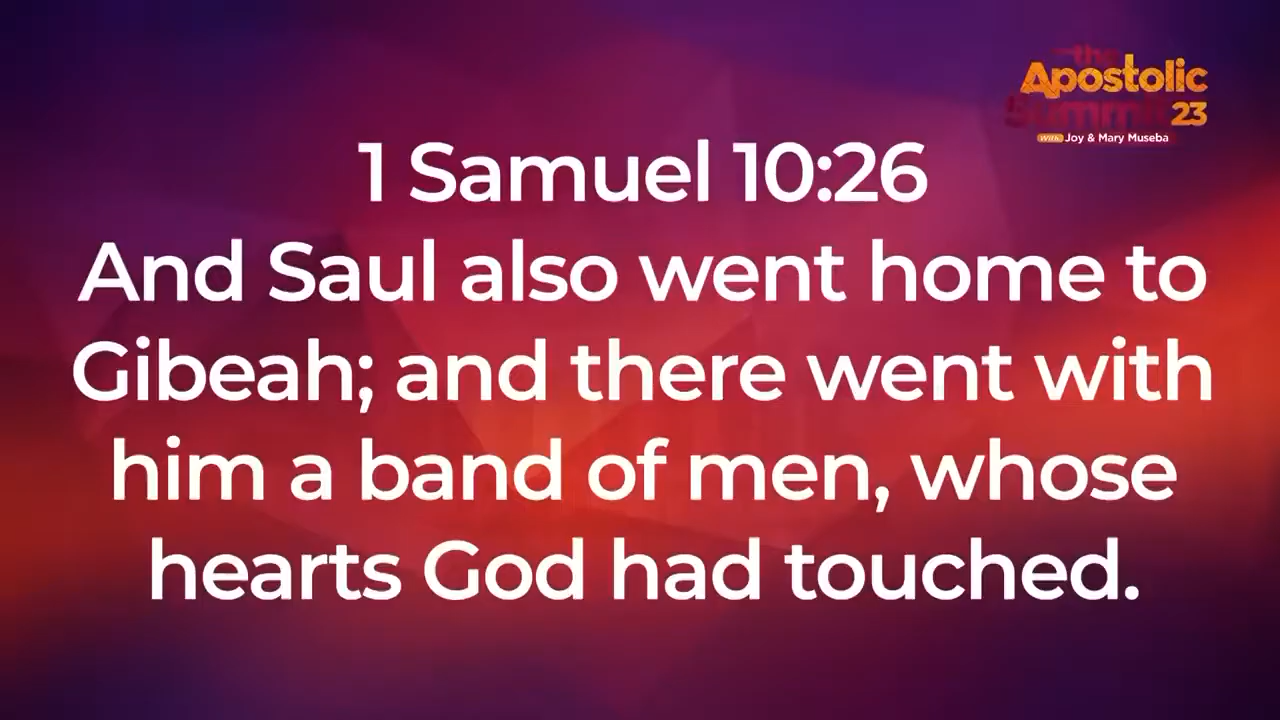 the
Apostolic
Summit 23
with Joy & Mary Museba
1 Samuel 10:26
And Saul also went home to
Gibeah; and there went with
him a band of men, whose
hearts God had touched.